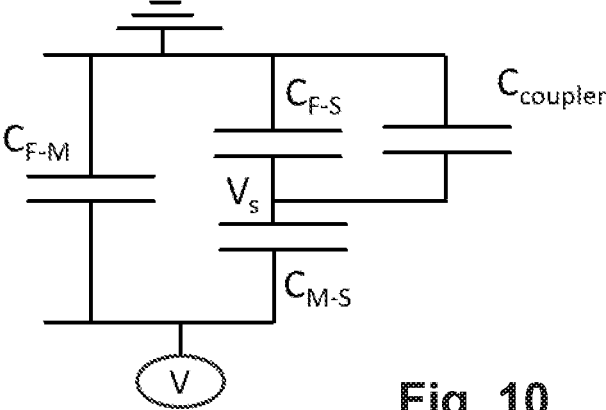 C_F-S
C_coupler
C_F-M
V_s
C_M-S
V
Fig. 10